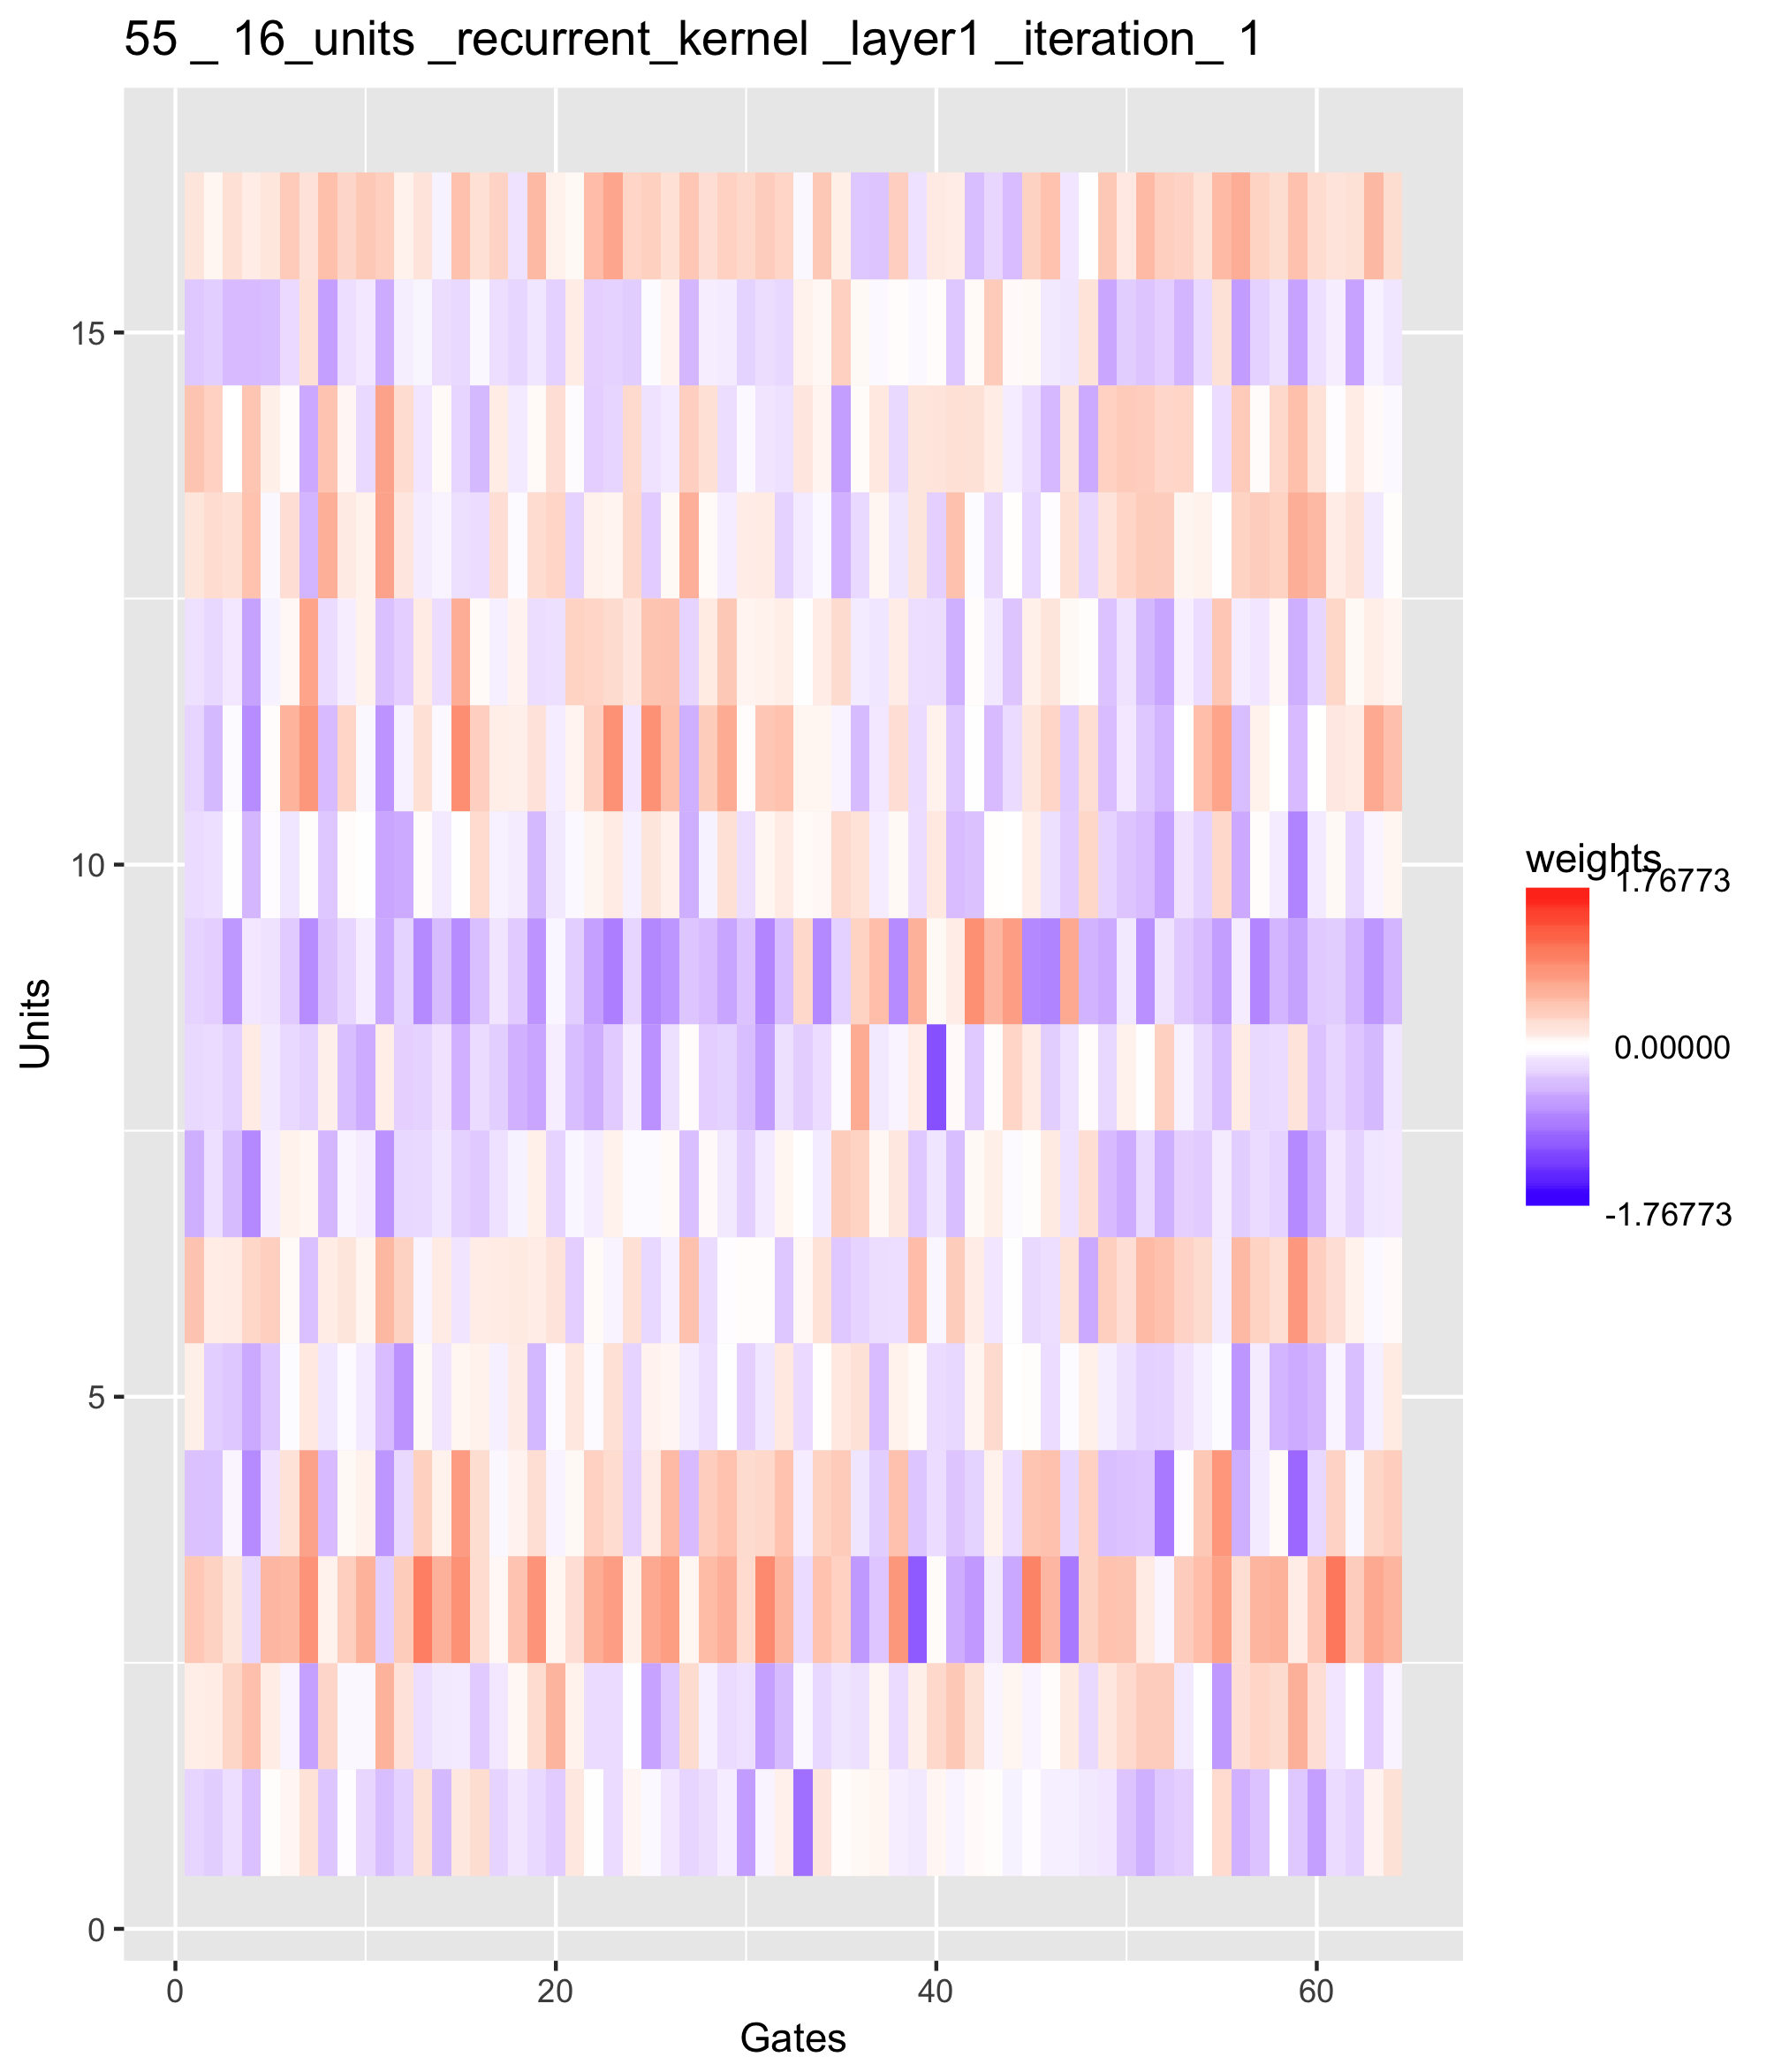 55 _ 16_units _recurrent_kernel _layer1 _iteration_ 1
Units
15
10
5
0
0 20 40 60
Gates
weights
1.76773
0.00000
-1.76773